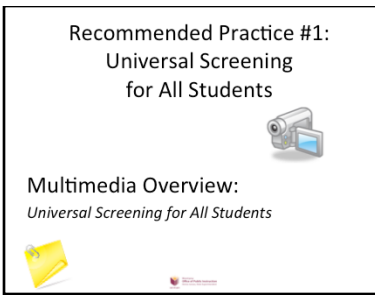 Recommended Practice #1:
Universal Screening
for All Students
Multimedia Overview:
Universal Screening for All Students